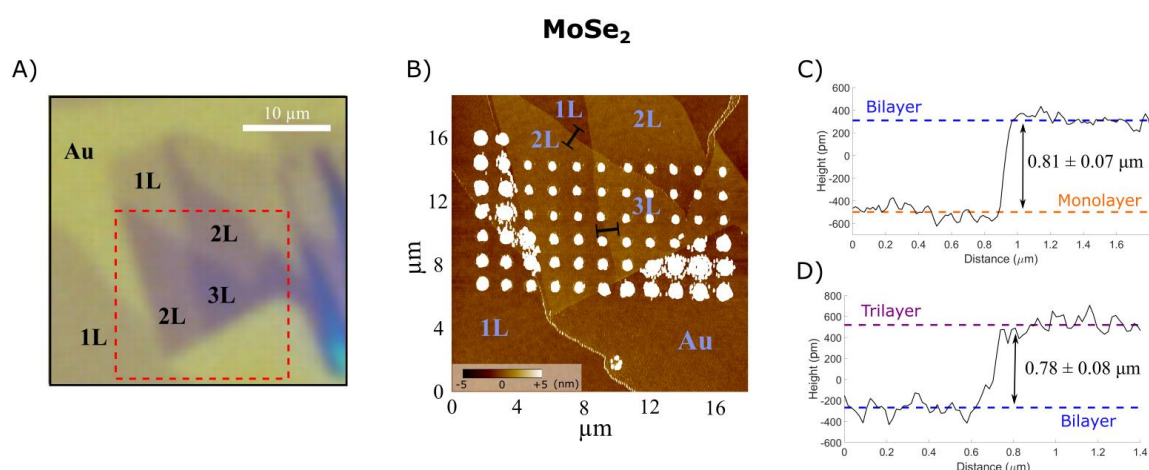 MoSe₂
A)
10 µm
Au
1L
2L
3L
2L
1L
B)
1L
2L
2L
3L
1L
Au
16
12
8
4
0
µm
-5 0 +5 (nm)
0 4 8 12 16
µm
C)
600
400
200
0
-200
-400
-600
-800
Height (pm)
Bilayer
0.81 ± 0.07 µm
Monolayer
0 0.2 0.4 0.6 0.8 1 1.2 1.4 1.6
Distance (µm)
D)
800
600
400
200
0
-200
-400
-600
Height (pm)
Trilayer
0.78 ± 0.08 µm
Bilayer
0 0.2 0.4 0.6 0.8 1 1.2 1.4
Distance (µm)